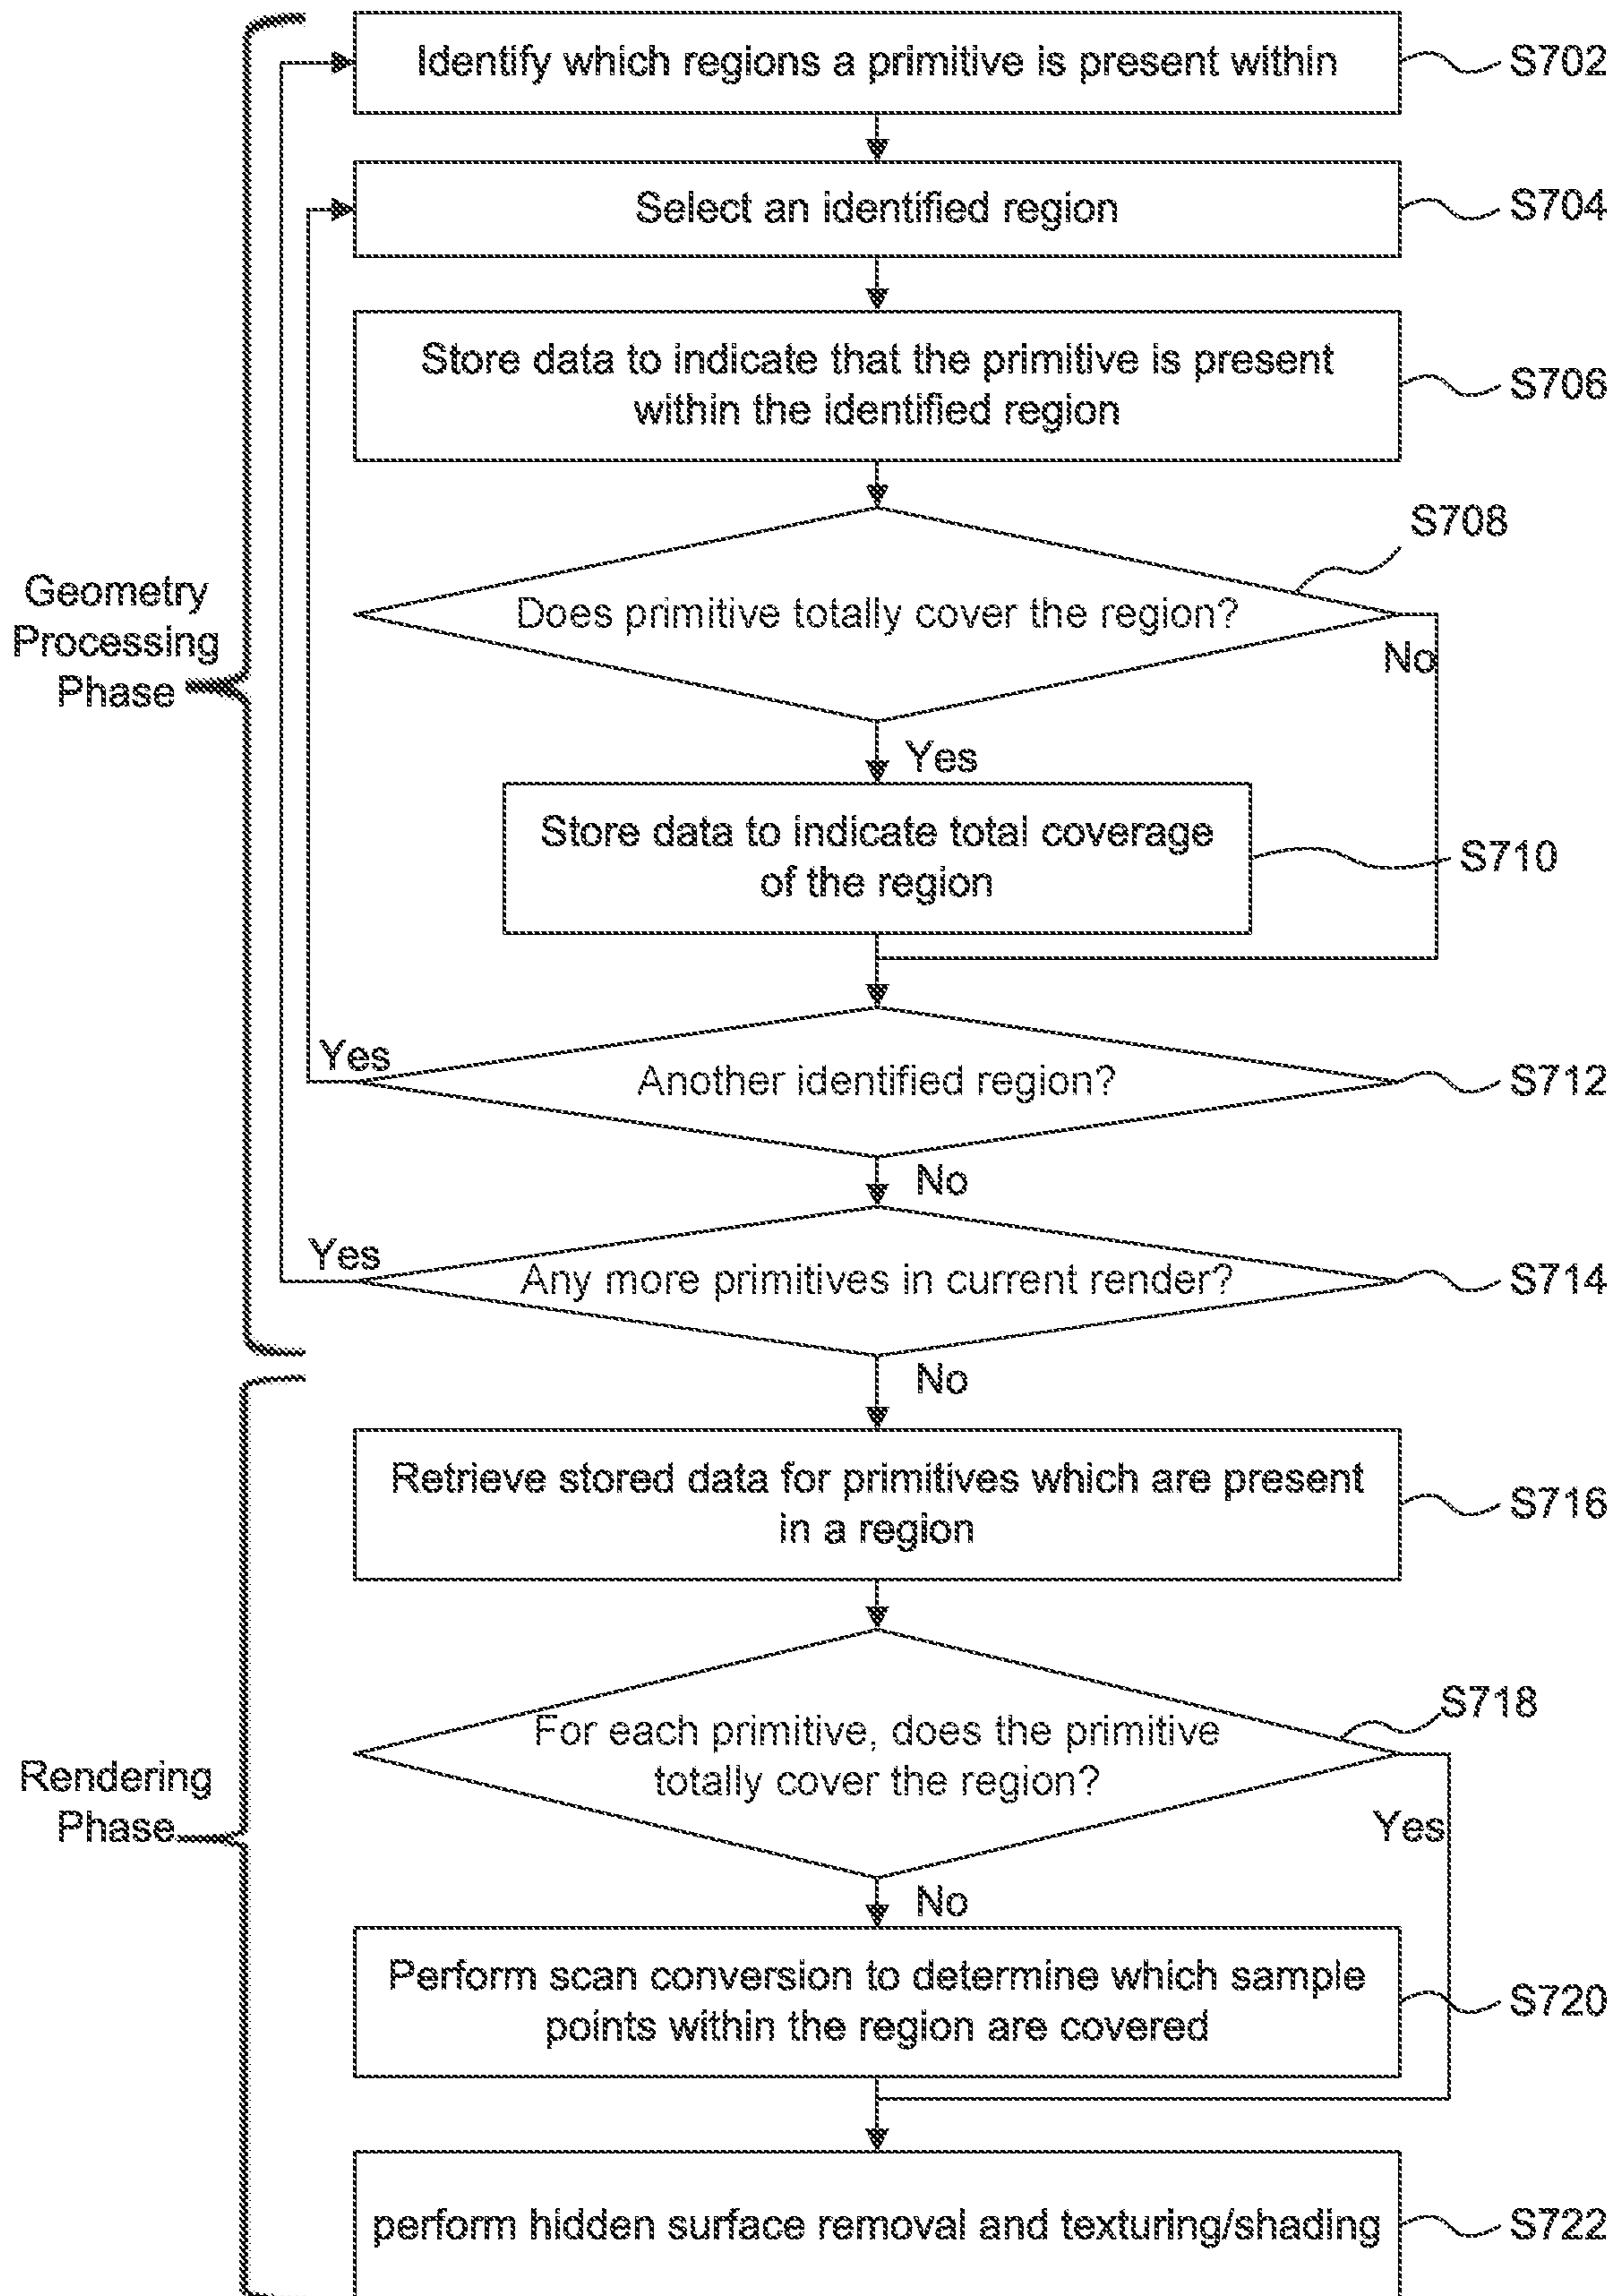 Identify which regions a primitive is present within
S702
Select an identified region
S704
Store data to indicate that the primitive is present
within the identified region
S706
Geometry
Processing
Phase
S708
Does primitive totally cover the region?
No
Yes
Store data to indicate total coverage
of the region
S710
Yes
Another identified region?
S712
No
Yes
Any more primitives in current render?
S714
No
Retrieve stored data for primitives which are present
in a region
S716
Rendering
Phase
S718
For each primitive, does the primitive
totally cover the region?
Yes
No
Perform scan conversion to determine which sample
points within the region are covered
S720
perform hidden surface removal and texturing/shading
S722